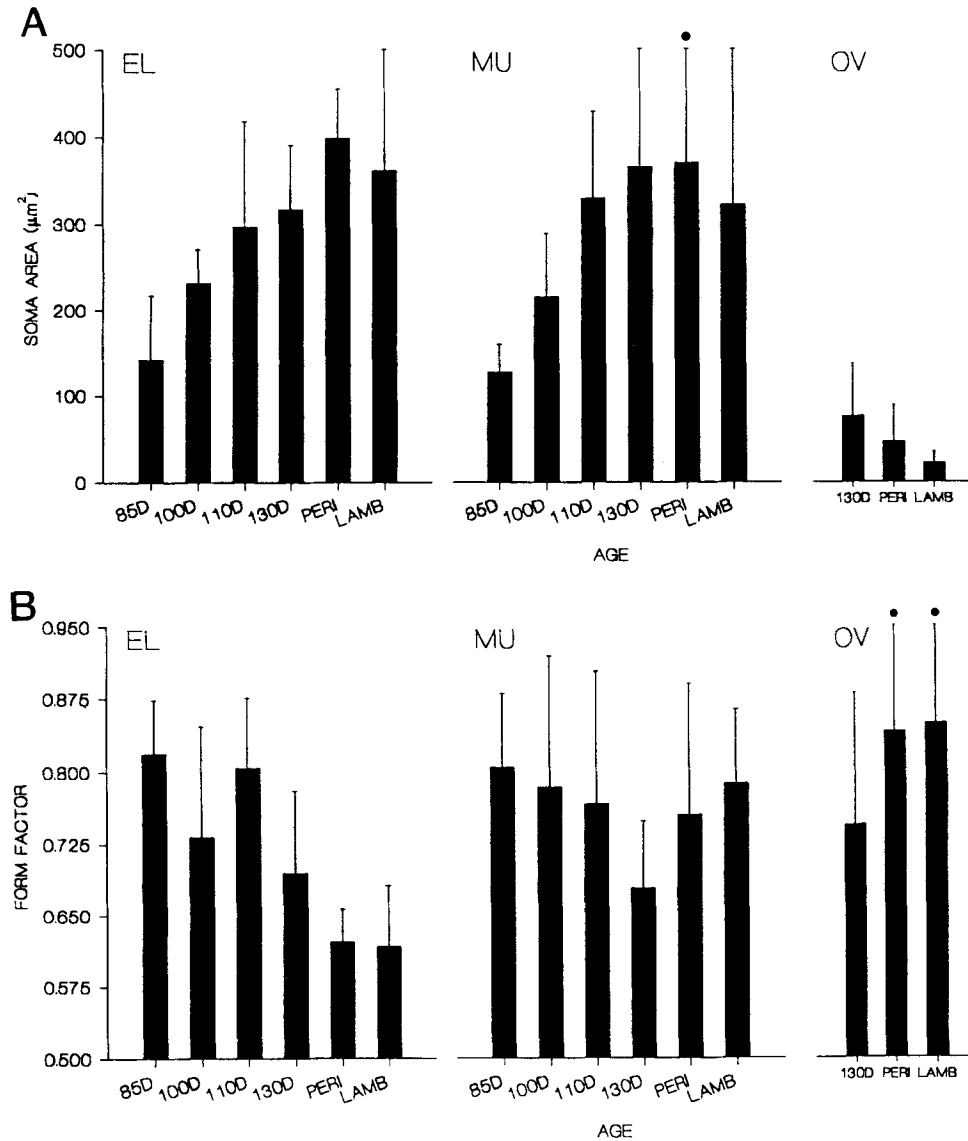 A
EL MU OV
500
400
300
200
100
0
SOMA AREA (μm²)
85D 100D 110D 130D PERI LAMB
85D 100D 110D 130D PERI LAMB
130D PERI LAMB
AGE
B
EL MU OV
0.950
0.875
0.800
0.725
0.650
0.575
0.500
FORM FACTOR
85D 100D 110D 130D PERI LAMB
85D 100D 110D 130D PERI LAMB
130D PERI LAMB
AGE